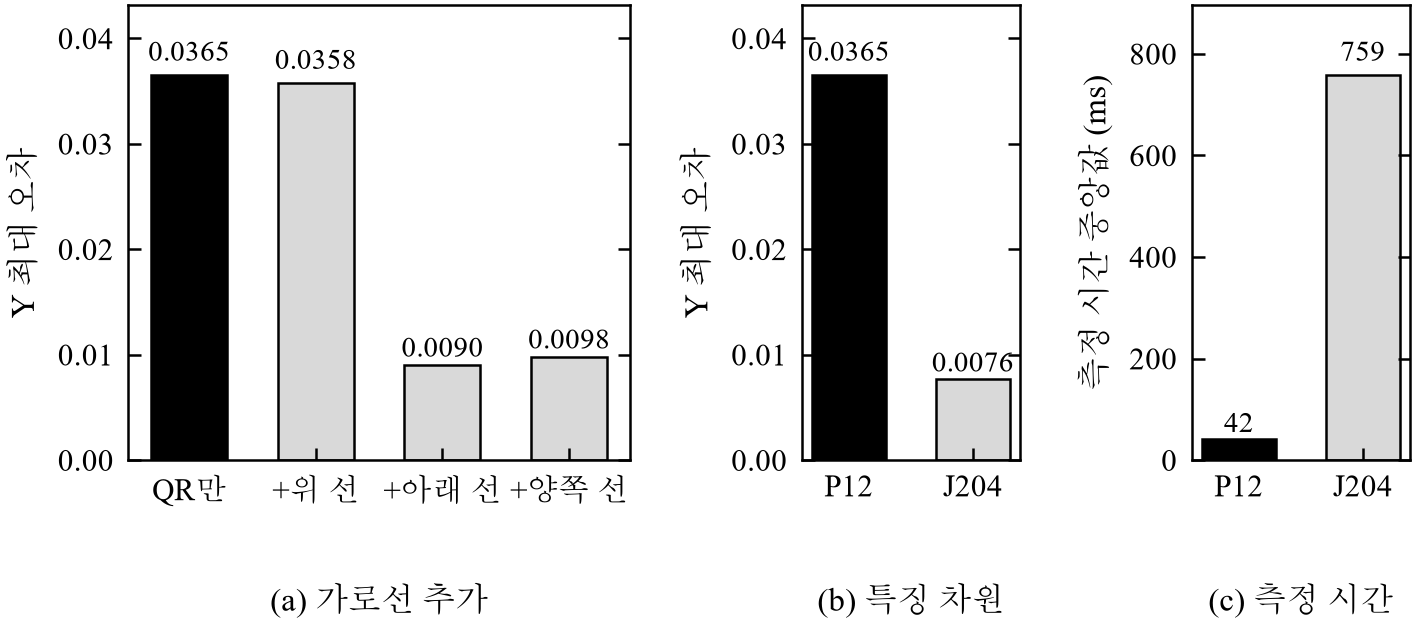 Y 최대 오차
0.04
0.03
0.02
0.01
0.00
0.0365
0.0358
0.0090
0.0098
QR만
+위 선
+아래 선
+양쪽 선
(a) 가로선 추가
Y 최대 오차
0.04
0.03
0.02
0.01
0.00
0.0365
0.0076
P12
J204
(b) 특징 차원
측정 시간 중앙값 (ms)
800
600
400
200
0
42
759
P12
J204
(c) 측정 시간